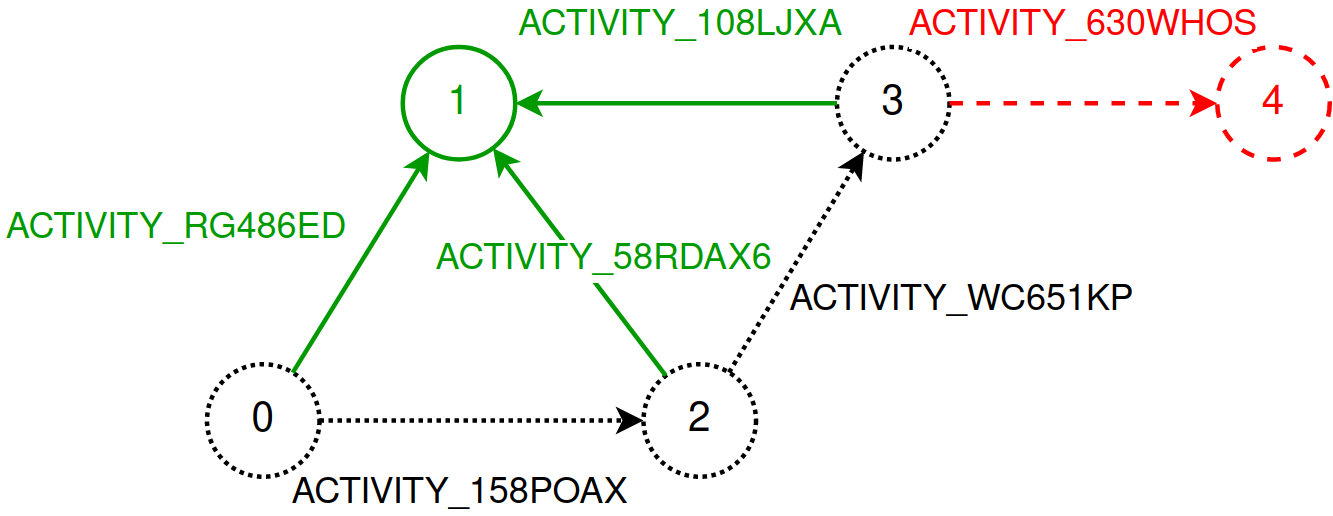 ACTIVITY_108LJXA
ACTIVITY_630WHOS
1
3
4
ACTIVITY_RG486ED
ACTIVITY_58RDAX6
ACTIVITY_WC651KP
0
2
ACTIVITY_158POAX